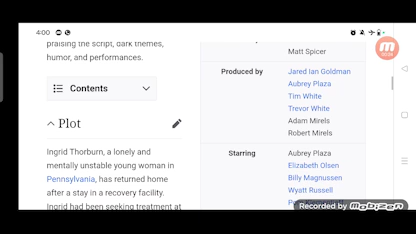 4:00
praising the script, dark themes,
humor, and performances.
Contents
Plot
Ingrid Thorburn, a lonely and
mentally unstable young woman in
Pennsylvania, has returned home
after a stay in a recovery facility.
Ingrid had been seeking treatment at
Matt Spicer
Produced by
Jared Ian Goldman
Aubrey Plaza
Tim White
Trevor White
Adam Mirels
Robert Mirels
Starring
Aubrey Plaza
Elizabeth Olsen
Billy Magnussen
Wyatt Russell
Recorded by Mobizen